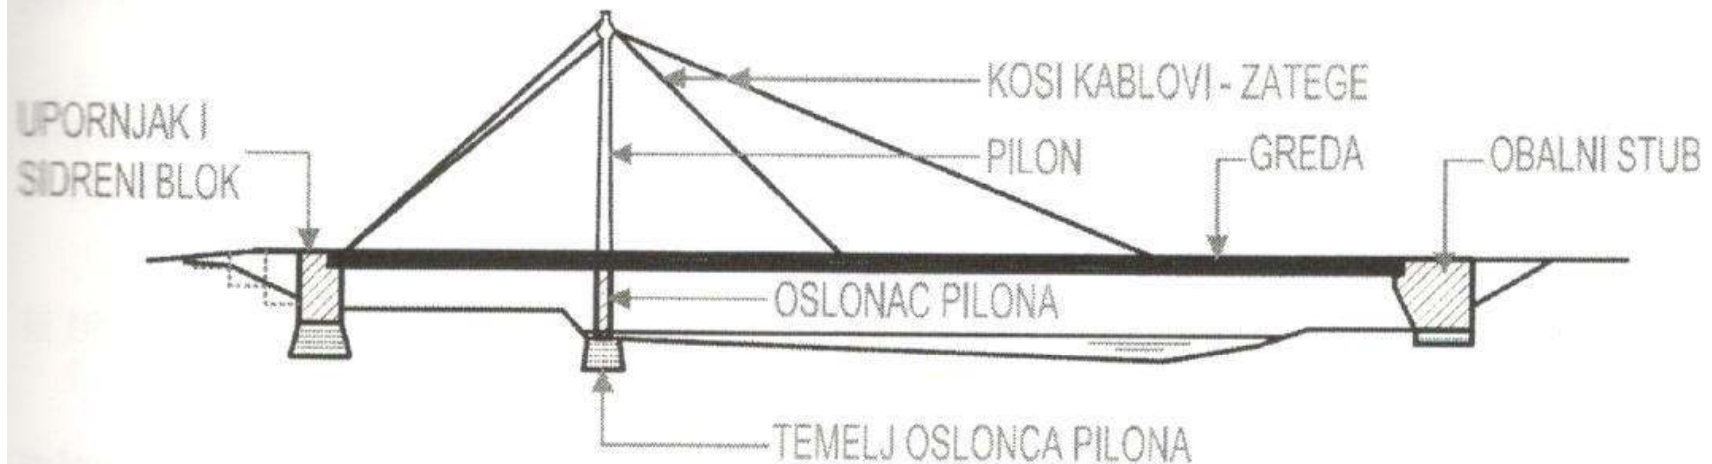 KOSI KABLOVI - ZATEGE
UPORNJAK I
SIDRENI BLOK
PILON
GREDA
OBALNI STUB
OSLONAC PILONA
TEMELJ OSLONCA PILONA